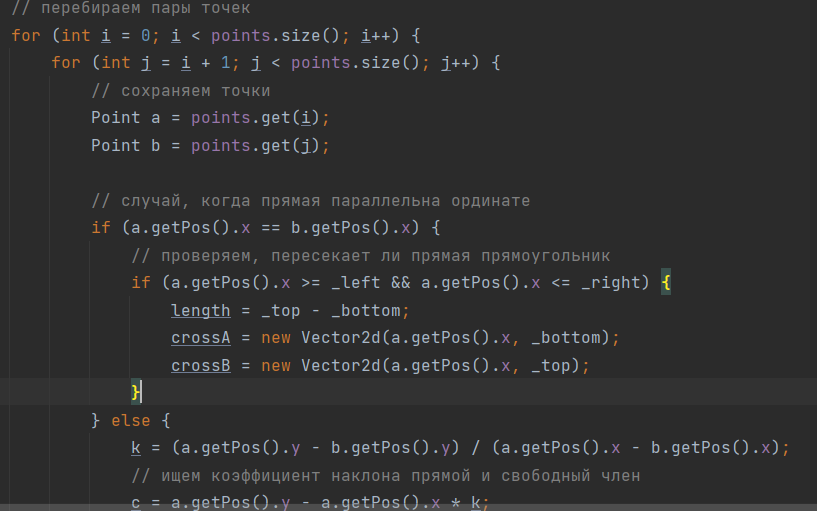 // перебираем пары точек
for (int i = 0; i < points.size(); i++) {
for (int j = i + 1; j < points.size(); j++) {
// сохраняем точки
Point a = points.get(i);
Point b = points.get(j);
// случай, когда прямая параллельна ординате
if (a.getPos().x == b.getPos().x) {
// проверяем, пересекает ли прямая прямоугольник
if (a.getPos().x >= _left && a.getPos().x <= _right) {
length = _top - _bottom;
crossA = new Vector2d(a.getPos().x, _bottom);
crossB = new Vector2d(a.getPos().x, _top);
}
} else {
k = (a.getPos().y - b.getPos().y) / (a.getPos().x - b.getPos().x);
// ищем коэффициент наклона прямой и свободный член
c = a.getPos().y - a.getPos().x * k;